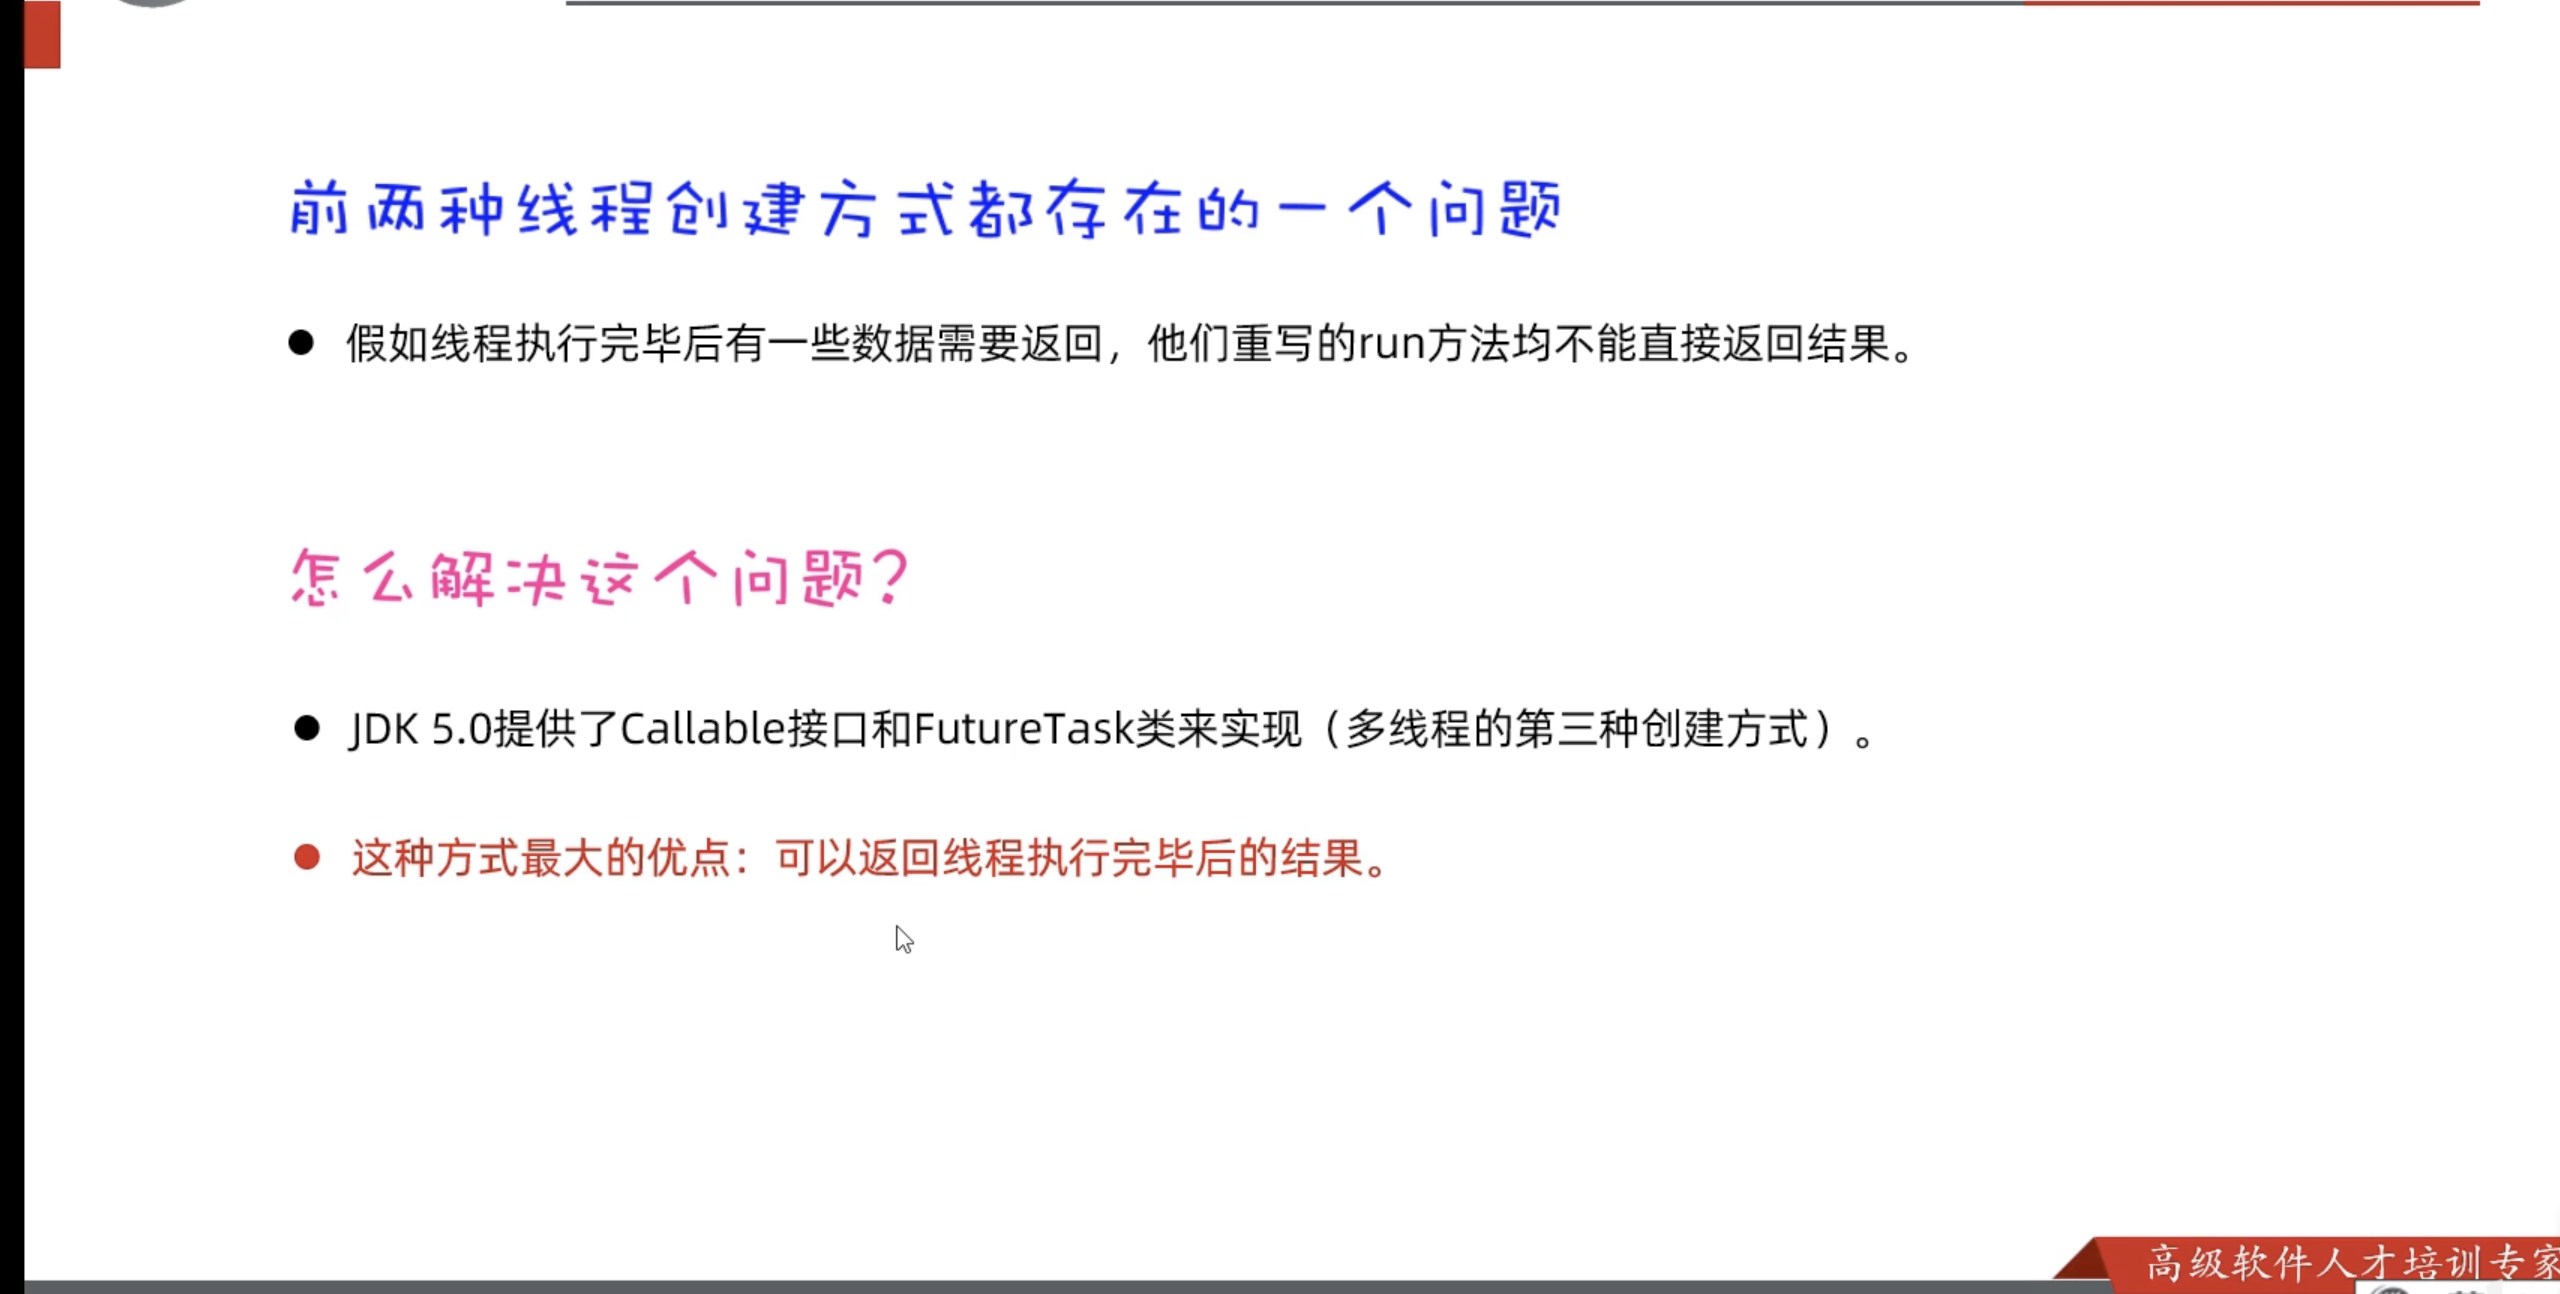 前两种线程创建方式都存在的一个问题
● 假如线程执行完毕后有一些数据需要返回，他们重写的run方法均不能直接返回结果。
怎么解决这个问题？
● JDK 5.0提供了Callable接口和FutureTask类来实现（多线程的第三种创建方式）。
● 这种方式最大的优点：可以返回线程执行完毕后的结果。
高级软件人才培训专家